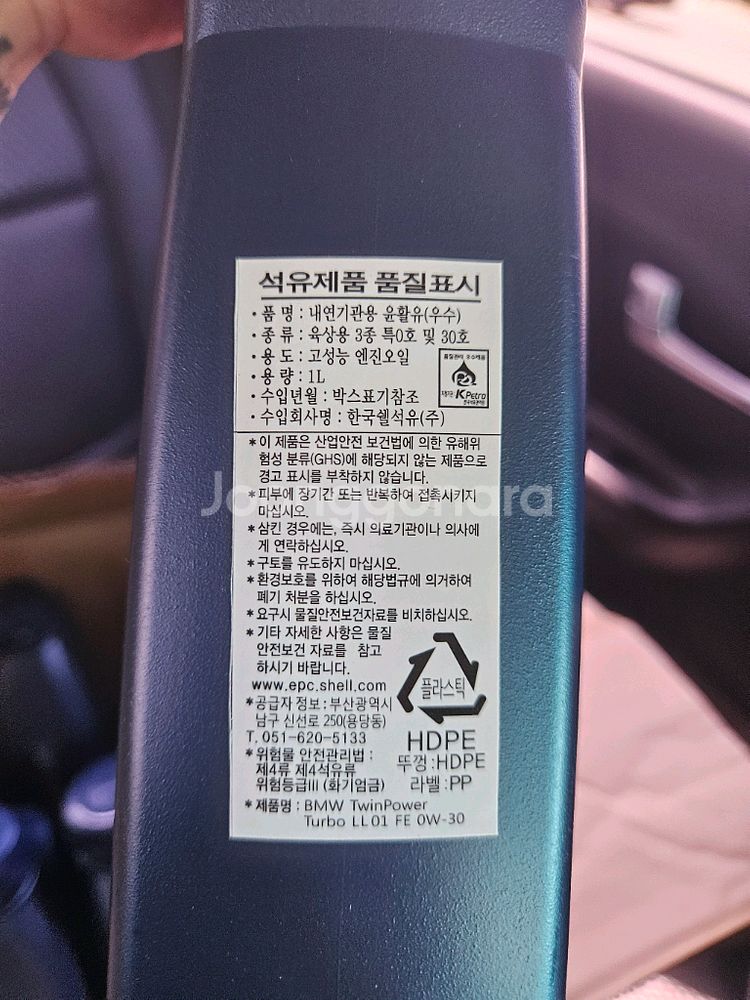 석유제품 품질표시
· 품 명 : 내연기관용 윤활유(우수)
· 종 류 : 육상용 3종 특0호 및 30호
· 용 도 : 고성능 엔진오일
· 용 량 : 1L
· 수입년월 : 박스표기참조
· 수입회사명 : 한국쉘석유(주)
K Petro
* 이 제품은 산업안전 보건법에 의한 유해위
험성 분류(GHS)에 해당되지 않는 제품으로
경고 표시를 부착하지 않습니다.
* 피부에 장기간 또는 반복하여 접촉시키지
마십시오.
* 삼킨 경우에는, 즉시 의료기관이나 의사에
게 연락하십시오.
* 구토를 유도하지 마십시오.
* 환경보호를 위하여 해당법규에 의거하여
폐기 처분을 하십시오.
* 요구시 물질안전보건자료를 비치하십시오.
* 기타 자세한 사항은 물질
안전보건 자료를 참고
하시기 바랍니다.
www.epc.shell.com
* 공급자 정보 : 부산광역시
남구 신선로 250(용당동)
T. 051-620-5133
* 위험물 안전관리법 :
제4류 제4석유류
위험등급III (화기엄금)
플라스틱
HDPE
뚜껑 : HDPE
라벨 : PP
* 제품명 : BMW TwinPower
Turbo LL 01 FE 0W-30
Joonggonara